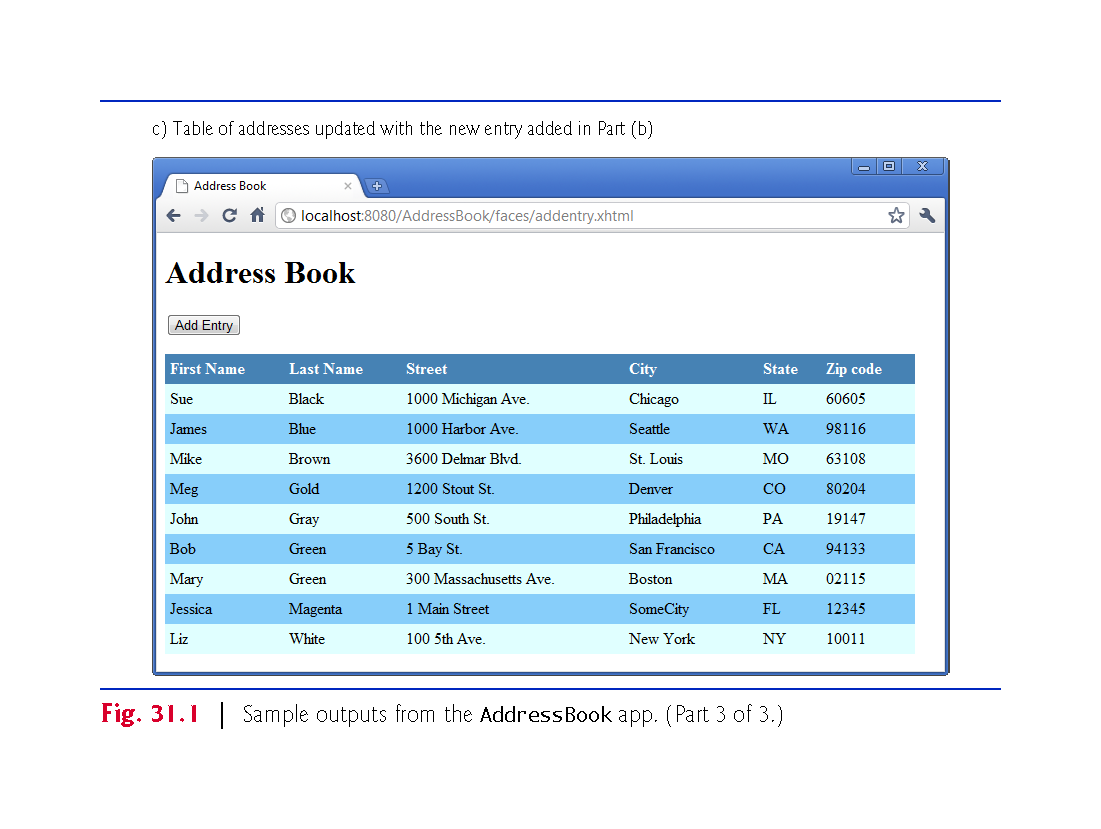 c) Table of addresses updated with the new entry added in Part (b)
Address Book
localhost:8080/AddressBook/faces/addentry.xhtml
Address Book
Add Entry
First Name Last Name Street City State Zip code
Sue Black 1000 Michigan Ave. Chicago IL 60605
James Blue 1000 Harbor Ave. Seattle WA 98116
Mike Brown 3600 Delmar Blvd. St. Louis MO 63108
Meg Gold 1200 Stout St. Denver CO 80204
John Gray 500 South St. Philadelphia PA 19147
Bob Green 5 Bay St. San Francisco CA 94133
Mary Green 300 Massachusetts Ave. Boston MA 02115
Jessica Magenta 1 Main Street SomeCity FL 12345
Liz White 100 5th Ave. New York NY 10011
Fig. 31.1 | Sample outputs from the AddressBook app. (Part 3 of 3.)